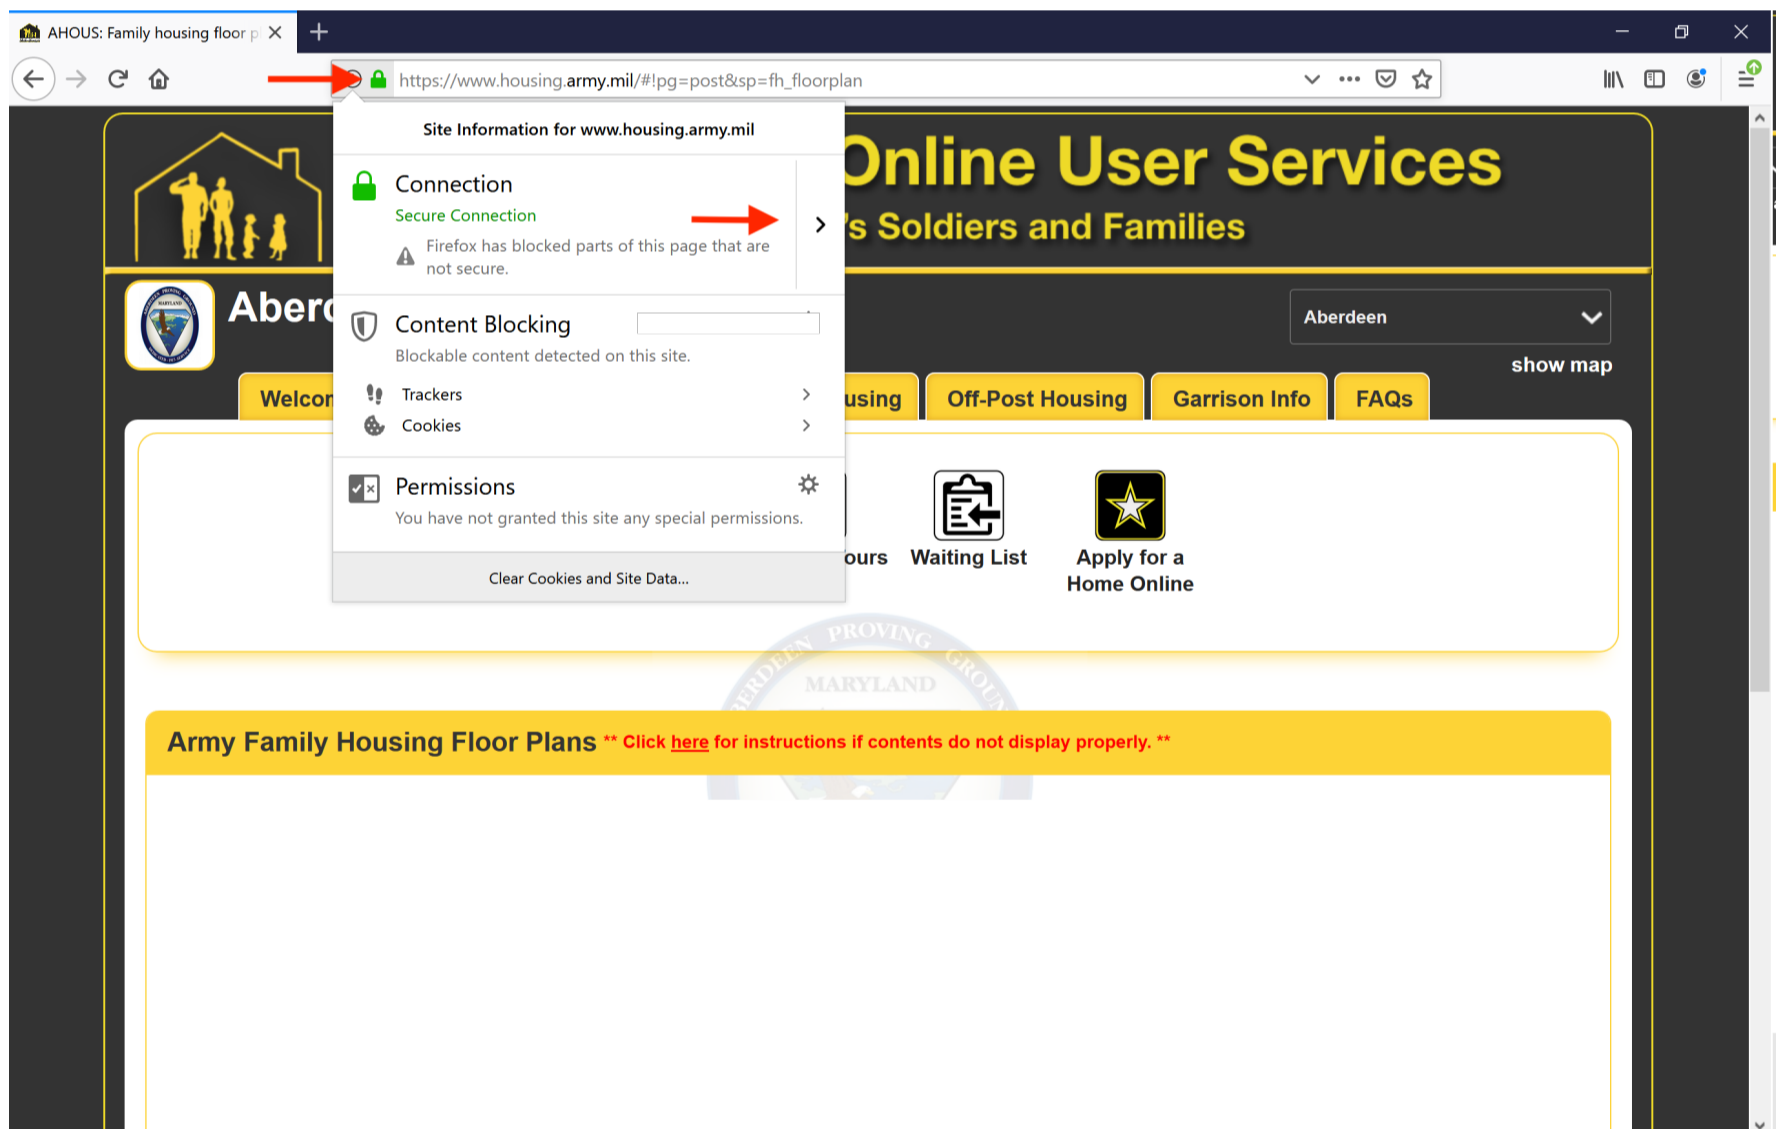 AHOUS: Family housing floor p
https://www.housing.army.mil/#!pg=post&sp=fh_floorplan
Site Information for www.housing.army.mil
Connection
Secure Connection
Firefox has blocked parts of this page that are
not secure.
Content Blocking
Blockable content detected on this site.
Trackers
Cookies
Permissions
You have not granted this site any special permissions.
Clear Cookies and Site Data...
Online User Services
's Soldiers and Families
MARYLAND
Aberd
Aberdeen
show map
Welcom
using
Off-Post Housing
Garrison Info
FAQs
ours
Waiting List
Apply for a
Home Online
ABERDEEN PROVING GROUN
MARYLAND
Army Family Housing Floor Plans ** Click here for instructions if contents do not display properly. **